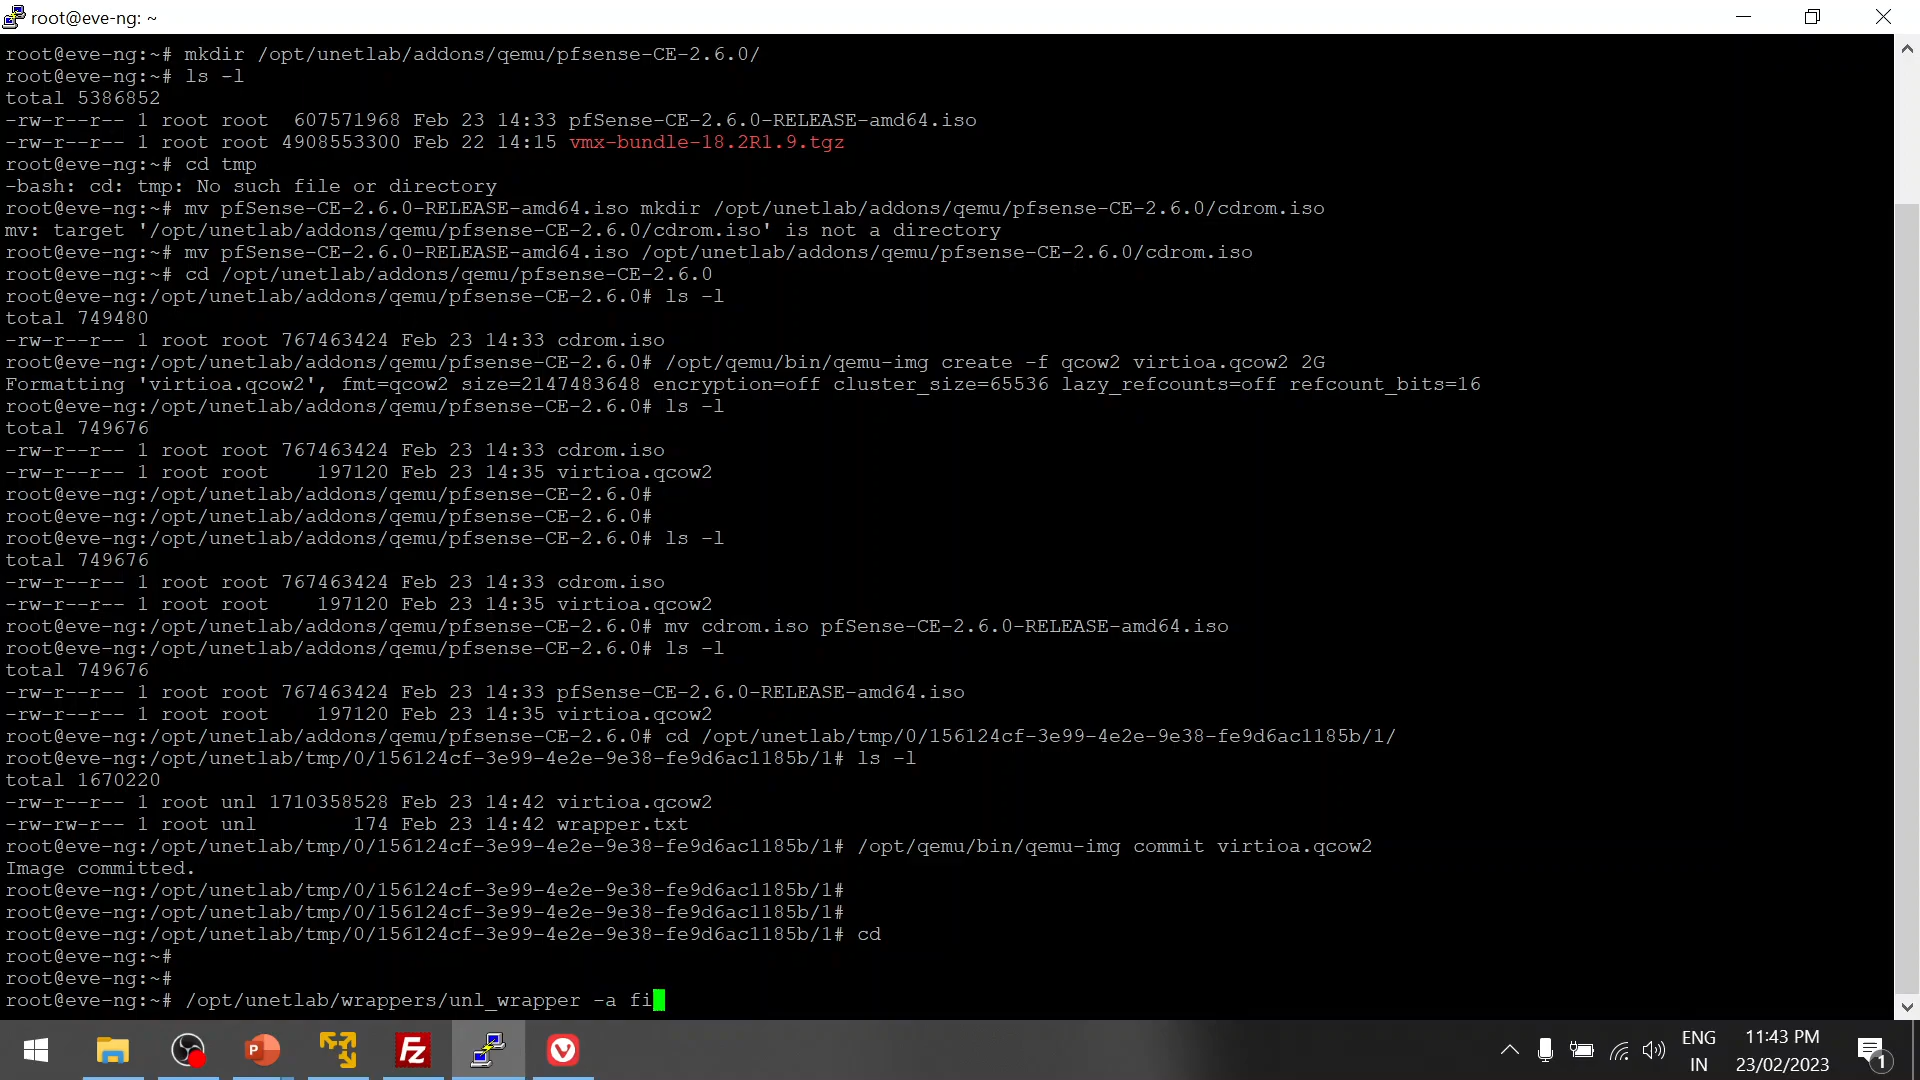 root@eve-ng: ~
root@eve-ng:~# mkdir /opt/unetlab/addons/qemu/pfsense-CE-2.6.0/
root@eve-ng:~# ls -l
total 5386852
-rw-r--r-- 1 root root  607571968 Feb 23 14:33 pfSense-CE-2.6.0-RELEASE-amd64.iso
-rw-r--r-- 1 root root 4908553300 Feb 22 14:15 vmx-bundle-18.2R1.9.tgz
root@eve-ng:~# cd tmp
-bash: cd: tmp: No such file or directory
root@eve-ng:~# mv pfSense-CE-2.6.0-RELEASE-amd64.iso mkdir /opt/unetlab/addons/qemu/pfsense-CE-2.6.0/cdrom.iso
mv: target '/opt/unetlab/addons/qemu/pfsense-CE-2.6.0/cdrom.iso' is not a directory
root@eve-ng:~# mv pfSense-CE-2.6.0-RELEASE-amd64.iso /opt/unetlab/addons/qemu/pfsense-CE-2.6.0/cdrom.iso
root@eve-ng:~# cd /opt/unetlab/addons/qemu/pfsense-CE-2.6.0
root@eve-ng:/opt/unetlab/addons/qemu/pfsense-CE-2.6.0# ls -l
total 749480
-rw-r--r-- 1 root root 767463424 Feb 23 14:33 cdrom.iso
root@eve-ng:/opt/unetlab/addons/qemu/pfsense-CE-2.6.0# /opt/qemu/bin/qemu-img create -f qcow2 virtioa.qcow2 2G
Formatting 'virtioa.qcow2', fmt=qcow2 size=2147483648 encryption=off cluster_size=65536 lazy_refcounts=off refcount_bits=16
root@eve-ng:/opt/unetlab/addons/qemu/pfsense-CE-2.6.0# ls -l
total 749676
-rw-r--r-- 1 root root 767463424 Feb 23 14:33 cdrom.iso
-rw-r--r-- 1 root root    197120 Feb 23 14:35 virtioa.qcow2
root@eve-ng:/opt/unetlab/addons/qemu/pfsense-CE-2.6.0#
root@eve-ng:/opt/unetlab/addons/qemu/pfsense-CE-2.6.0#
root@eve-ng:/opt/unetlab/addons/qemu/pfsense-CE-2.6.0# ls -l
total 749676
-rw-r--r-- 1 root root 767463424 Feb 23 14:33 cdrom.iso
-rw-r--r-- 1 root root    197120 Feb 23 14:35 virtioa.qcow2
root@eve-ng:/opt/unetlab/addons/qemu/pfsense-CE-2.6.0# mv cdrom.iso pfSense-CE-2.6.0-RELEASE-amd64.iso
root@eve-ng:/opt/unetlab/addons/qemu/pfsense-CE-2.6.0# ls -l
total 749676
-rw-r--r-- 1 root root 767463424 Feb 23 14:33 pfSense-CE-2.6.0-RELEASE-amd64.iso
-rw-r--r-- 1 root root    197120 Feb 23 14:35 virtioa.qcow2
root@eve-ng:/opt/unetlab/addons/qemu/pfsense-CE-2.6.0# cd /opt/unetlab/tmp/0/156124cf-3e99-4e2e-9e38-fe9d6ac1185b/1/
root@eve-ng:/opt/unetlab/tmp/0/156124cf-3e99-4e2e-9e38-fe9d6ac1185b/1# ls -l
total 1670220
-rw-r--r-- 1 root unl 1710358528 Feb 23 14:42 virtioa.qcow2
-rw-rw-r-- 1 root unl        174 Feb 23 14:42 wrapper.txt
root@eve-ng:/opt/unetlab/tmp/0/156124cf-3e99-4e2e-9e38-fe9d6ac1185b/1# /opt/qemu/bin/qemu-img commit virtioa.qcow2
Image committed.
root@eve-ng:/opt/unetlab/tmp/0/156124cf-3e99-4e2e-9e38-fe9d6ac1185b/1#
root@eve-ng:/opt/unetlab/tmp/0/156124cf-3e99-4e2e-9e38-fe9d6ac1185b/1#
root@eve-ng:/opt/unetlab/tmp/0/156124cf-3e99-4e2e-9e38-fe9d6ac1185b/1# cd
root@eve-ng:~#
root@eve-ng:~#
root@eve-ng:~# /opt/unetlab/wrappers/unl_wrapper -a fi
ENG
IN
11:43 PM
23/02/2023
1